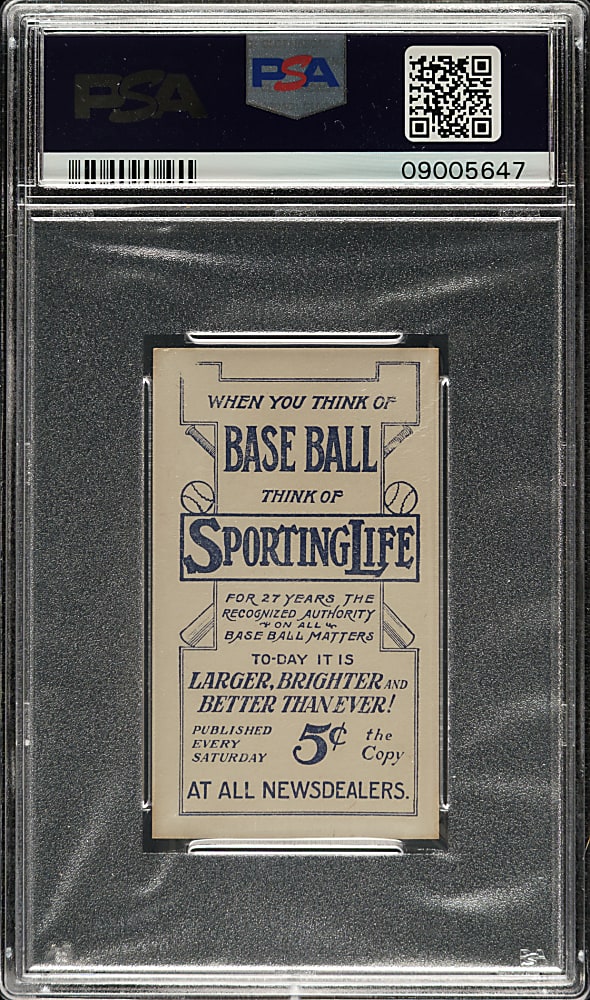 PSA
PSA
09005647
WHEN YOU THINK OF
BASE BALL
THINK OF
SPORTING LIFE
FOR 27 YEARS THE
RECOGNIZED AUTHORITY
ON ALL
BASE BALL MATTERS
TO-DAY IT IS
LARGER, BRIGHTER AND
BETTER THAN EVER!
PUBLISHED
EVERY
SATURDAY
5¢
the
Copy
AT ALL NEWSDEALERS.